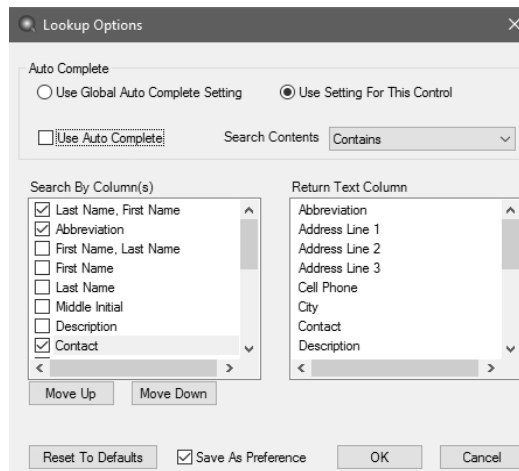 Lookup Options
Auto Complete
Use Global Auto Complete Setting
Use Setting For This Control
Use Auto Complete
Search Contents
Contains
Search By Column(s)
Last Name, First Name
Abbreviation
First Name, Last Name
First Name
Last Name
Middle Initial
Description
Contact
Return Text Column
Abbreviation
Address Line 1
Address Line 2
Address Line 3
Cell Phone
City
Contact
Description
Move Up
Move Down
Reset To Defaults
Save As Preference
OK
Cancel